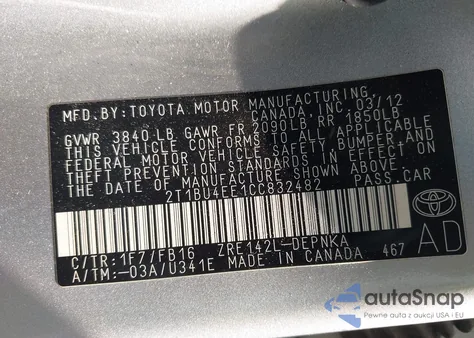 MFD.BY:TOYOTA MOTOR MANUFACTURING
CANADA, INC. 03/12
GVWR 3840 LB GAWR FR 2090LB RR 1850LB
THIS VEHICLE CONFORMS TO ALL APPLICABLE
FEDERAL MOTOR VEHICLE SAFETY, BUMPER AND
THEFT PREVENTION STANDARDS IN EFFECT ON
THE DATE OF MANUFACTURE SHOWN ABOVE.
2T1BU4EE1CC832482 PASS.CAR
C/TR:1F7/FB16 ZRE142L-DEPNKA
A/TM:-03A/U341E MADE IN CANADA 467
AD
autoSnap
Pewne auta z aukcji USA i EU